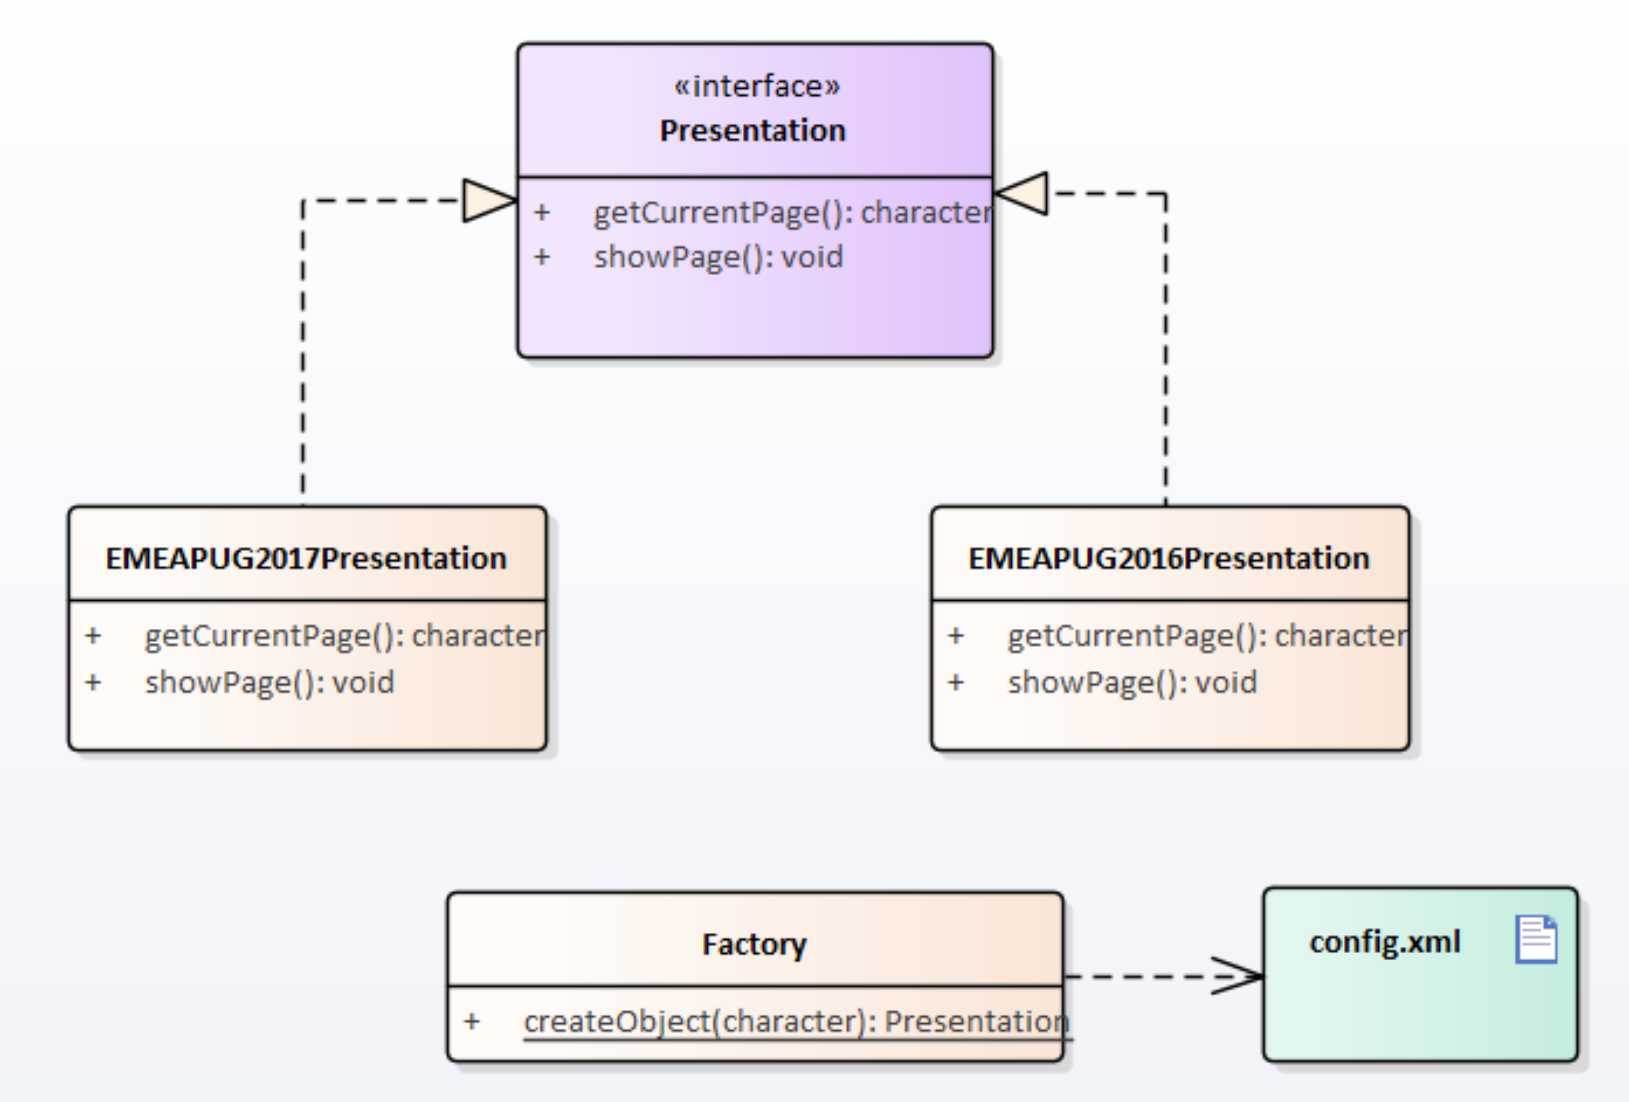 «interface»
Presentation
+ getCurrentPage(): character
+ showPage(): void
EMEAPUG2017Presentation
+ getCurrentPage(): character
+ showPage(): void
EMEAPUG2016Presentation
+ getCurrentPage(): character
+ showPage(): void
Factory
+ createObject(character): Presentation
config.xml